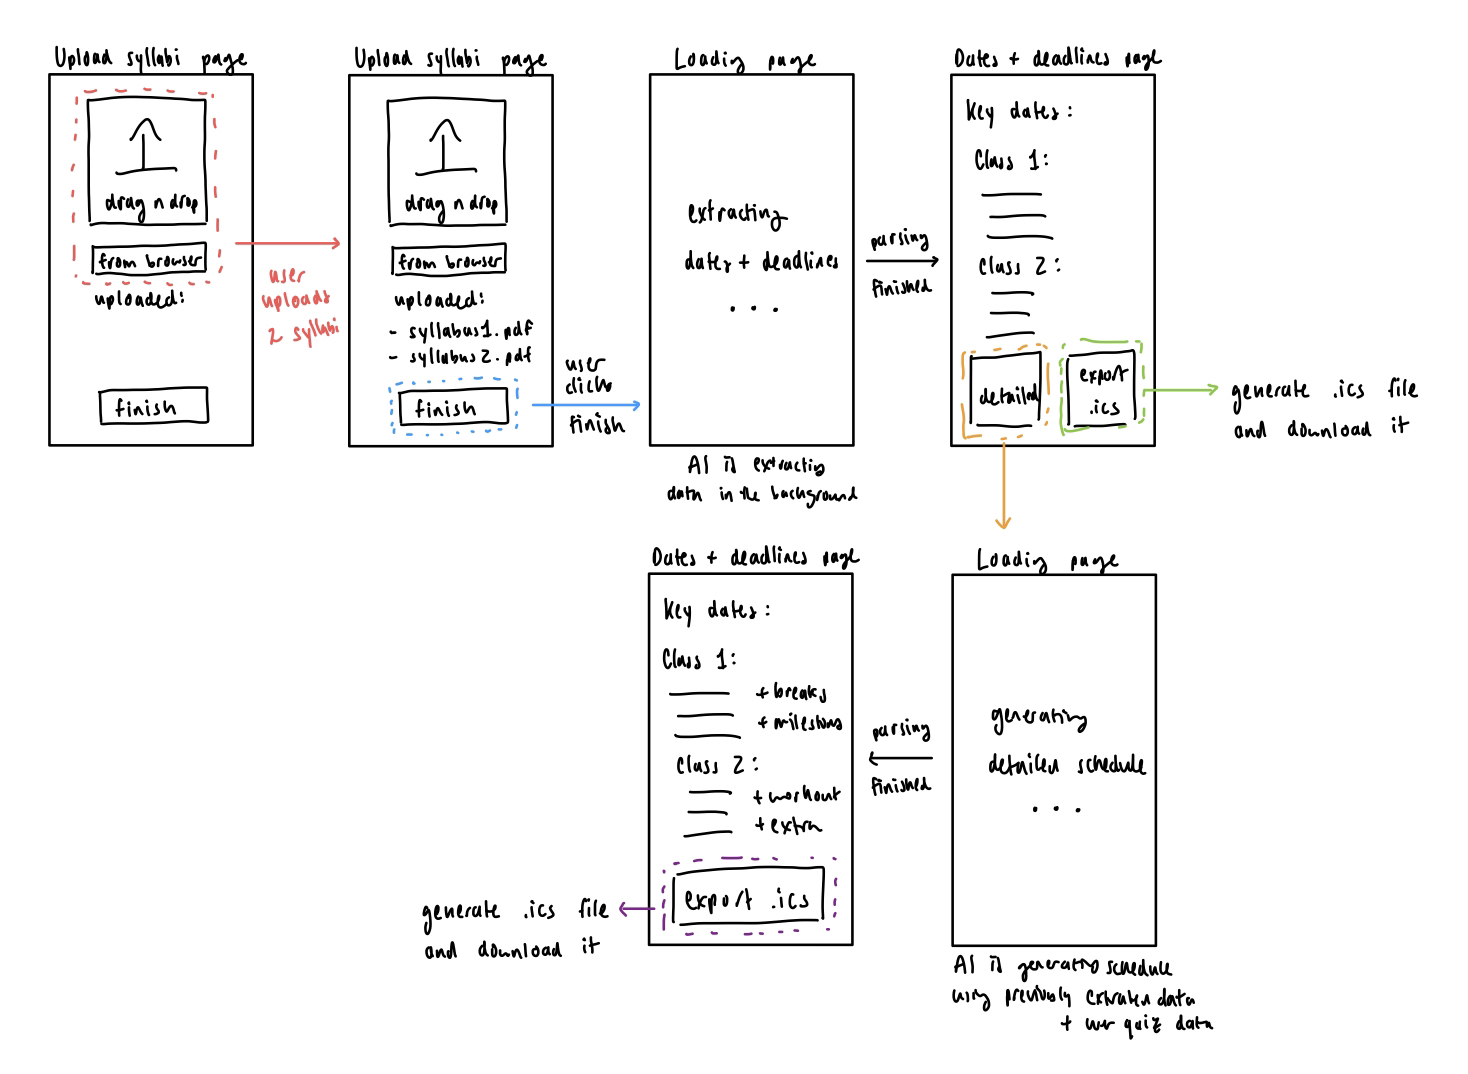 Upload syllabi page
drag n drop
from browser
uploaded:
finish
user
uploads
2 syllabi
Upload syllabi page
drag n drop
from browser
uploaded:
- syllabus1.pdf
- syllabus2.pdf
finish
user
clicks
finish
Loading page
extracting
dates + deadlines
...
AI is extracting
data in the background
parsing
finished
Dates + deadlines page
Key dates:
Class 1:
Class 2:
detailed
export
.ics
generate .ics file
and download it
Loading page
generating
detailed schedule
...
AI is generating schedule
using previously extracted data
+ user quiz data
parsing
finished
Dates + deadlines page
Key dates:
Class 1:
+ breaks
+ milestones
Class 2:
+ workout
+ extra
export .ics
generate .ics file
and download it